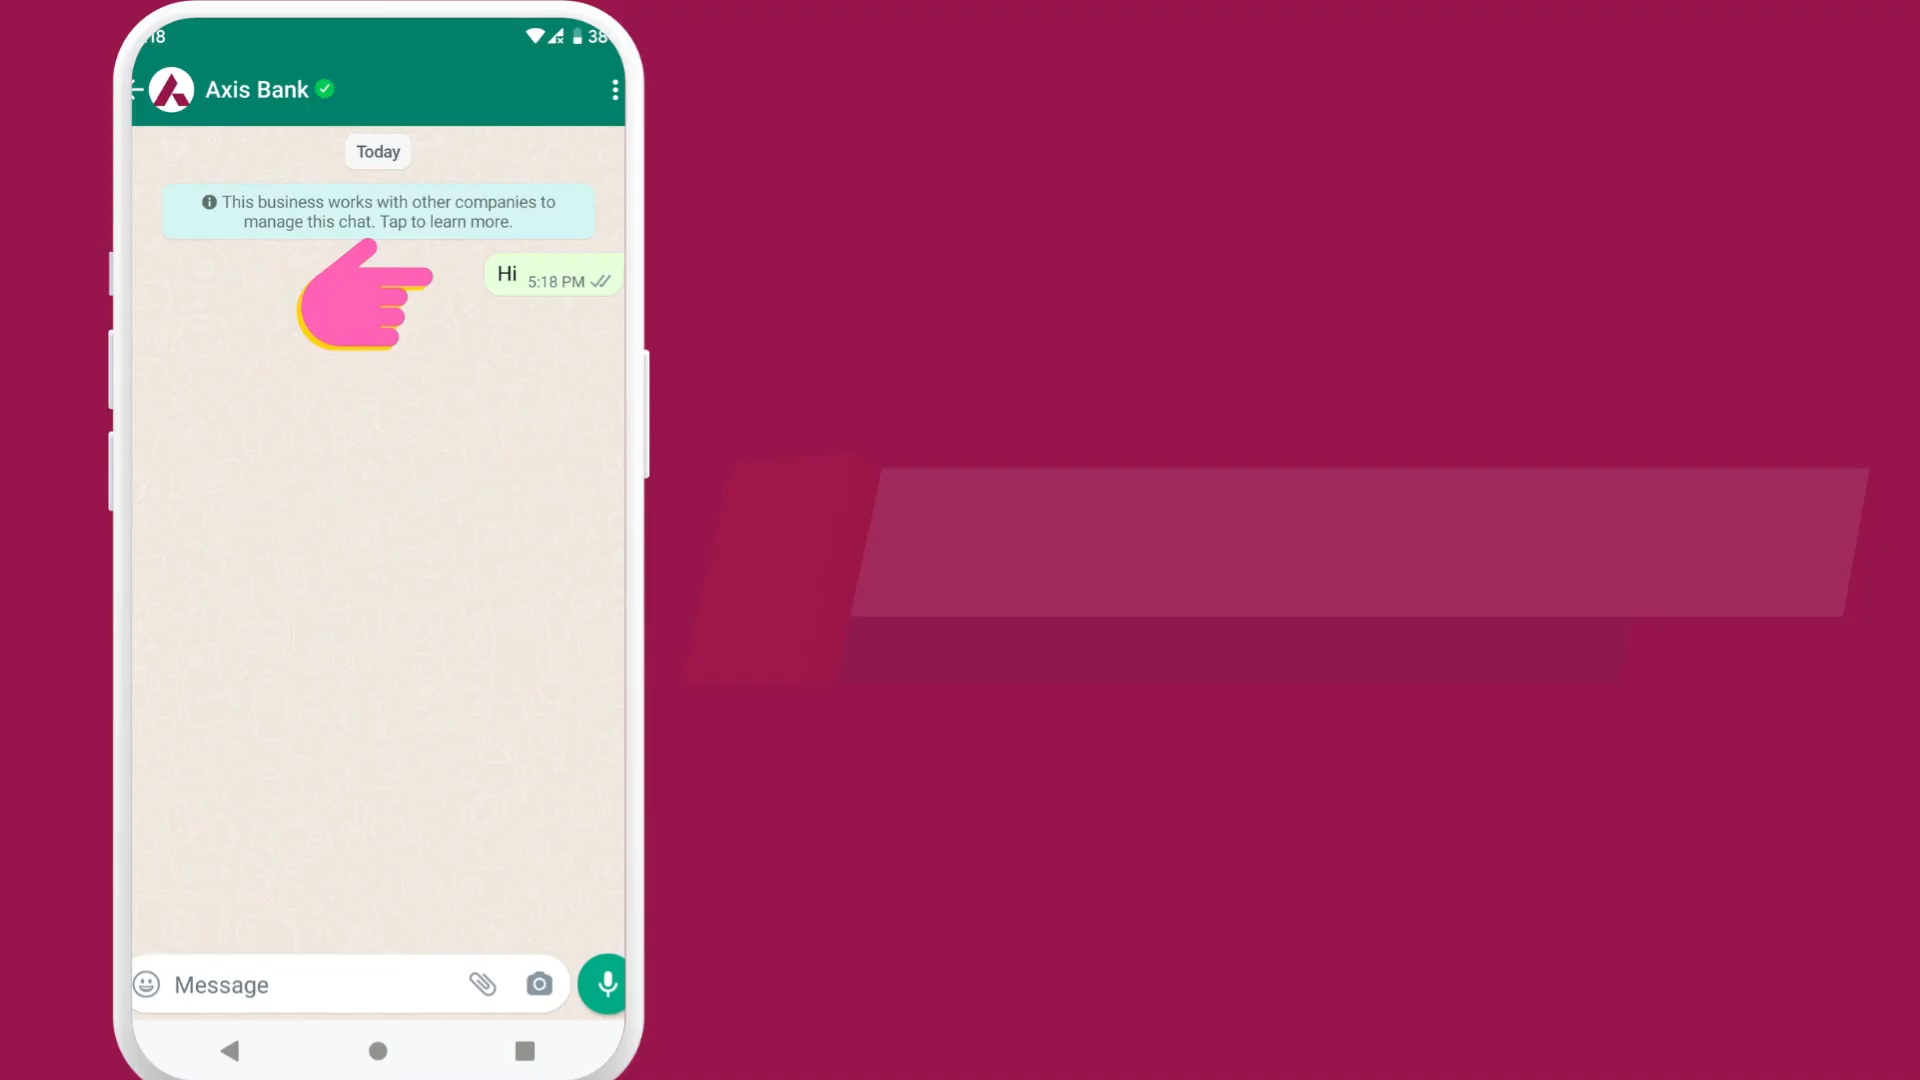 Axis Bank
Today
This business works with other companies to
manage this chat. Tap to learn more.
Hi 5:18 PM
Message